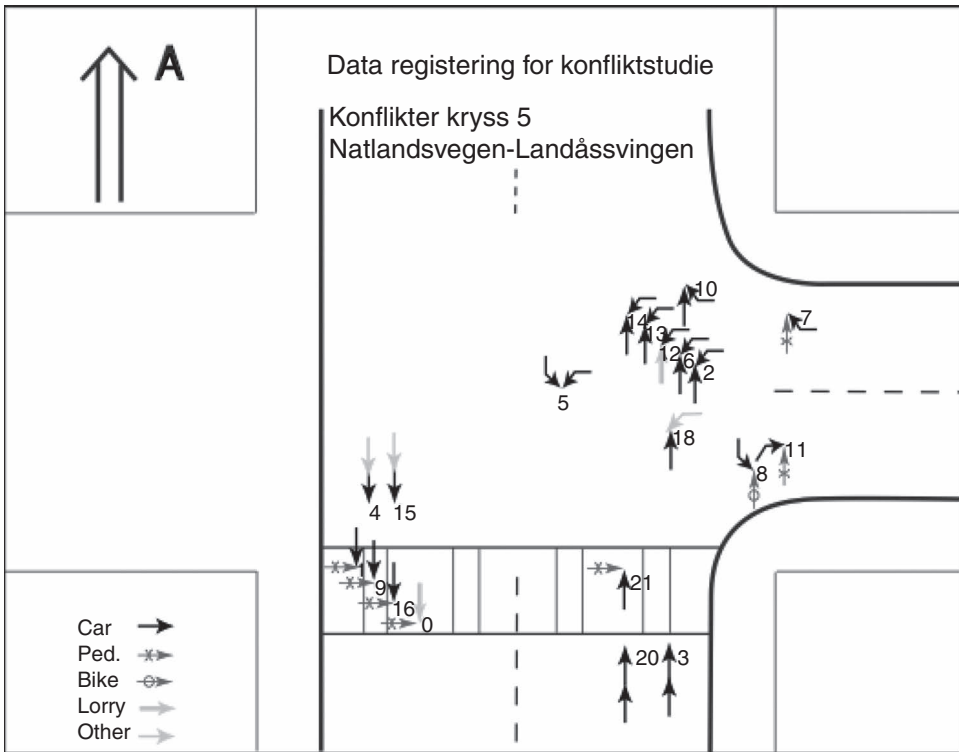 A
Data registering for konfliktstudie
Konflikter kryss 5
Natlandsvegen-Landåssvingen
10
7
14
13
12
6
2
5
18
11
8
4
15
1
9
21
16
0
20
3
Car
Ped.
Bike
Lorry
Other